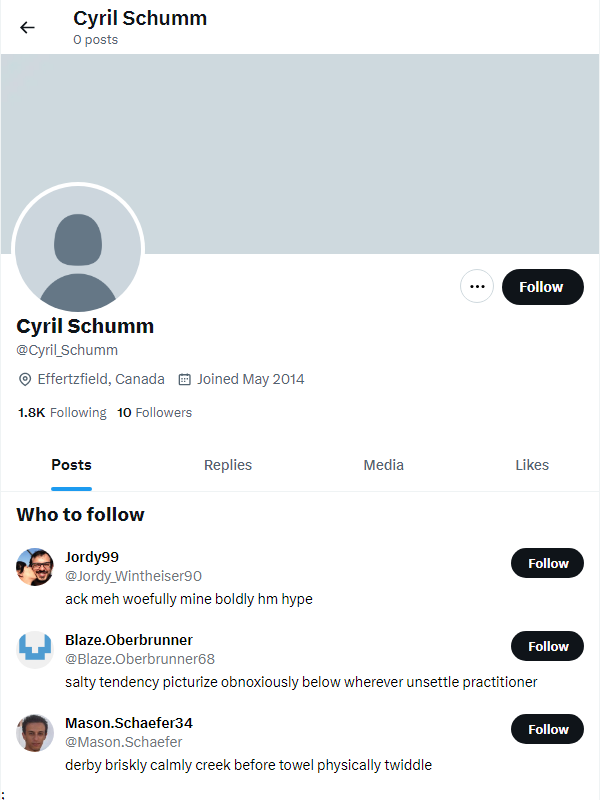 Cyril Schumm
0 posts
Follow
Cyril Schumm
@Cyril_Schumm
Effertzfield, Canada Joined May 2014
1.8K Following 10 Followers
Posts Replies Media Likes
Who to follow
Jordy99
@Jordy_Wintheiser90
Follow
ack meh woefully mine boldly hm hype
Blaze.Oberbrunner
@Blaze.Oberbrunner68
Follow
salty tendency picturize obnoxiously below wherever unsettle practitioner
Mason.Schaefer34
@Mason.Schaefer
Follow
derby briskly calmly creek before towel physically twiddle
;